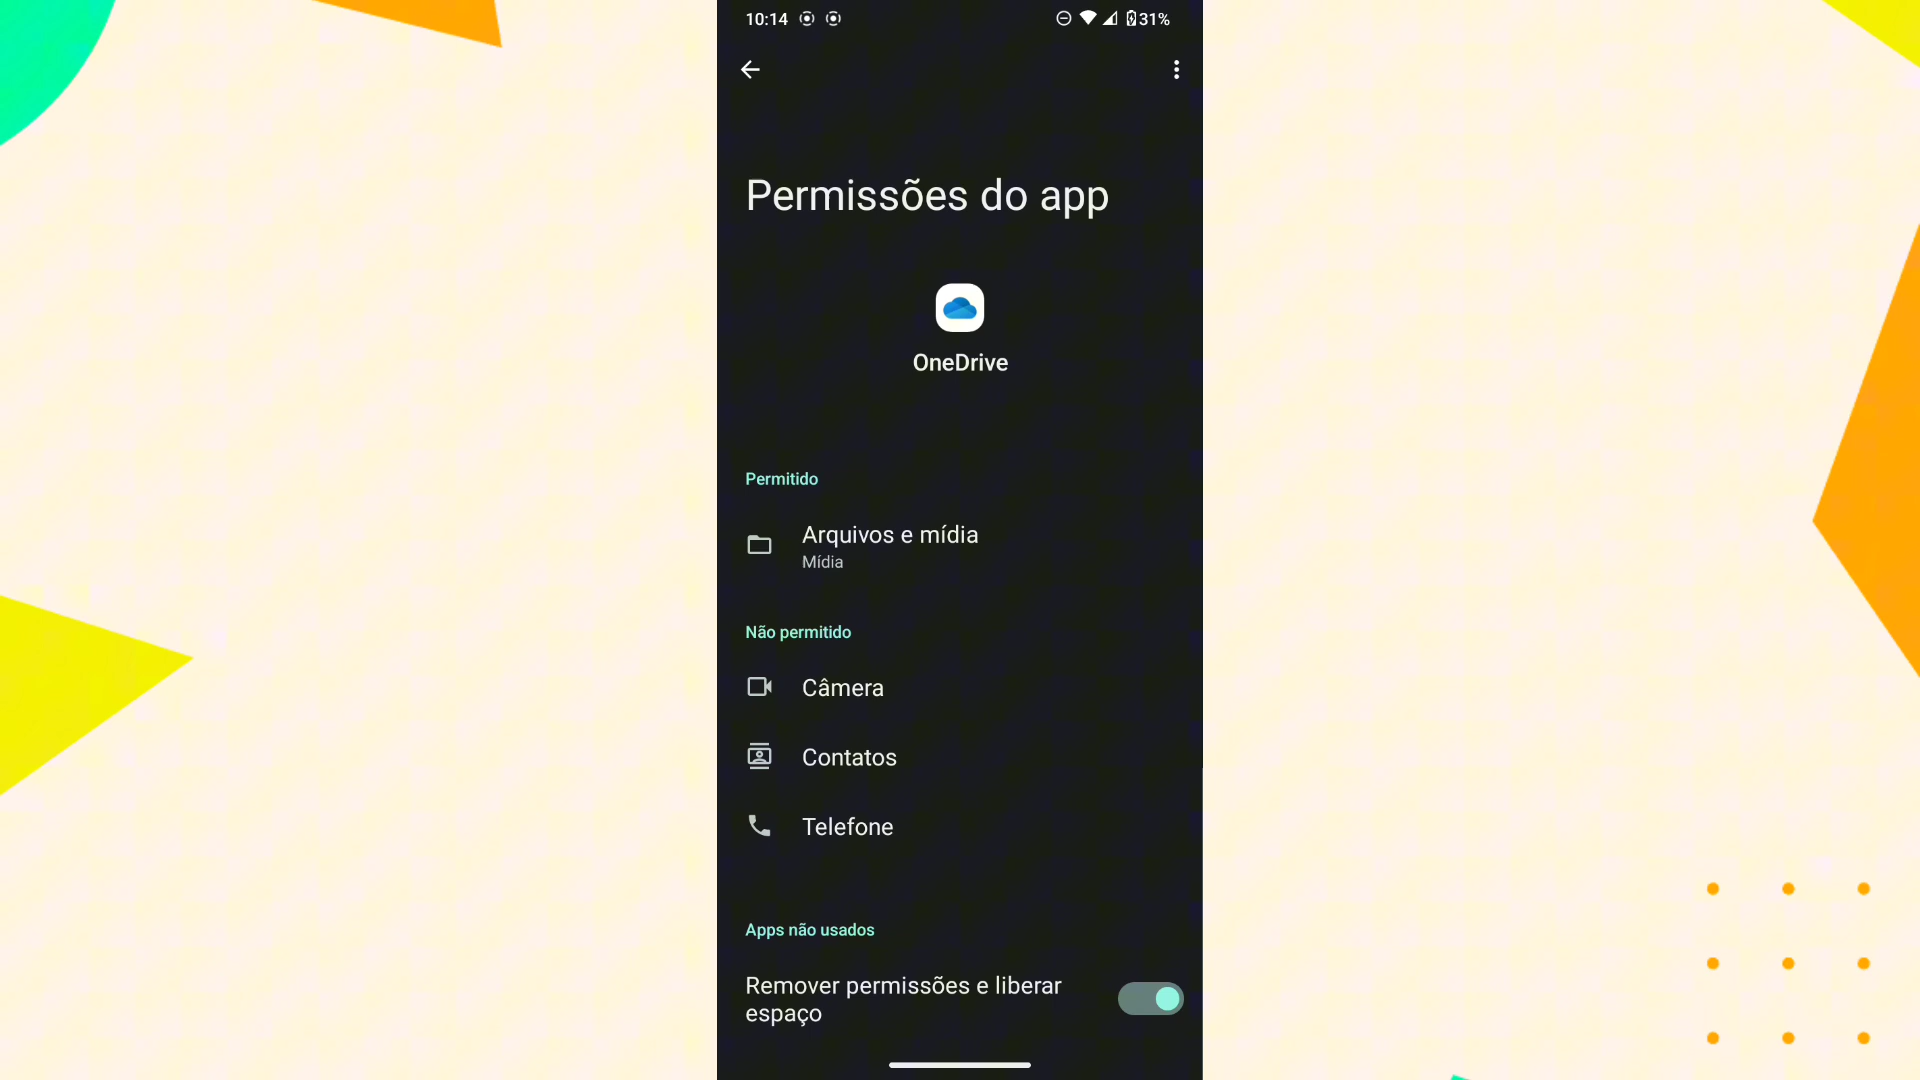 10:14
31%
Permissões do app
OneDrive
Permitido
Arquivos e mídia
Mídia
Não permitido
Câmera
Contatos
Telefone
Apps não usados
Remover permissões e liberar
espaço